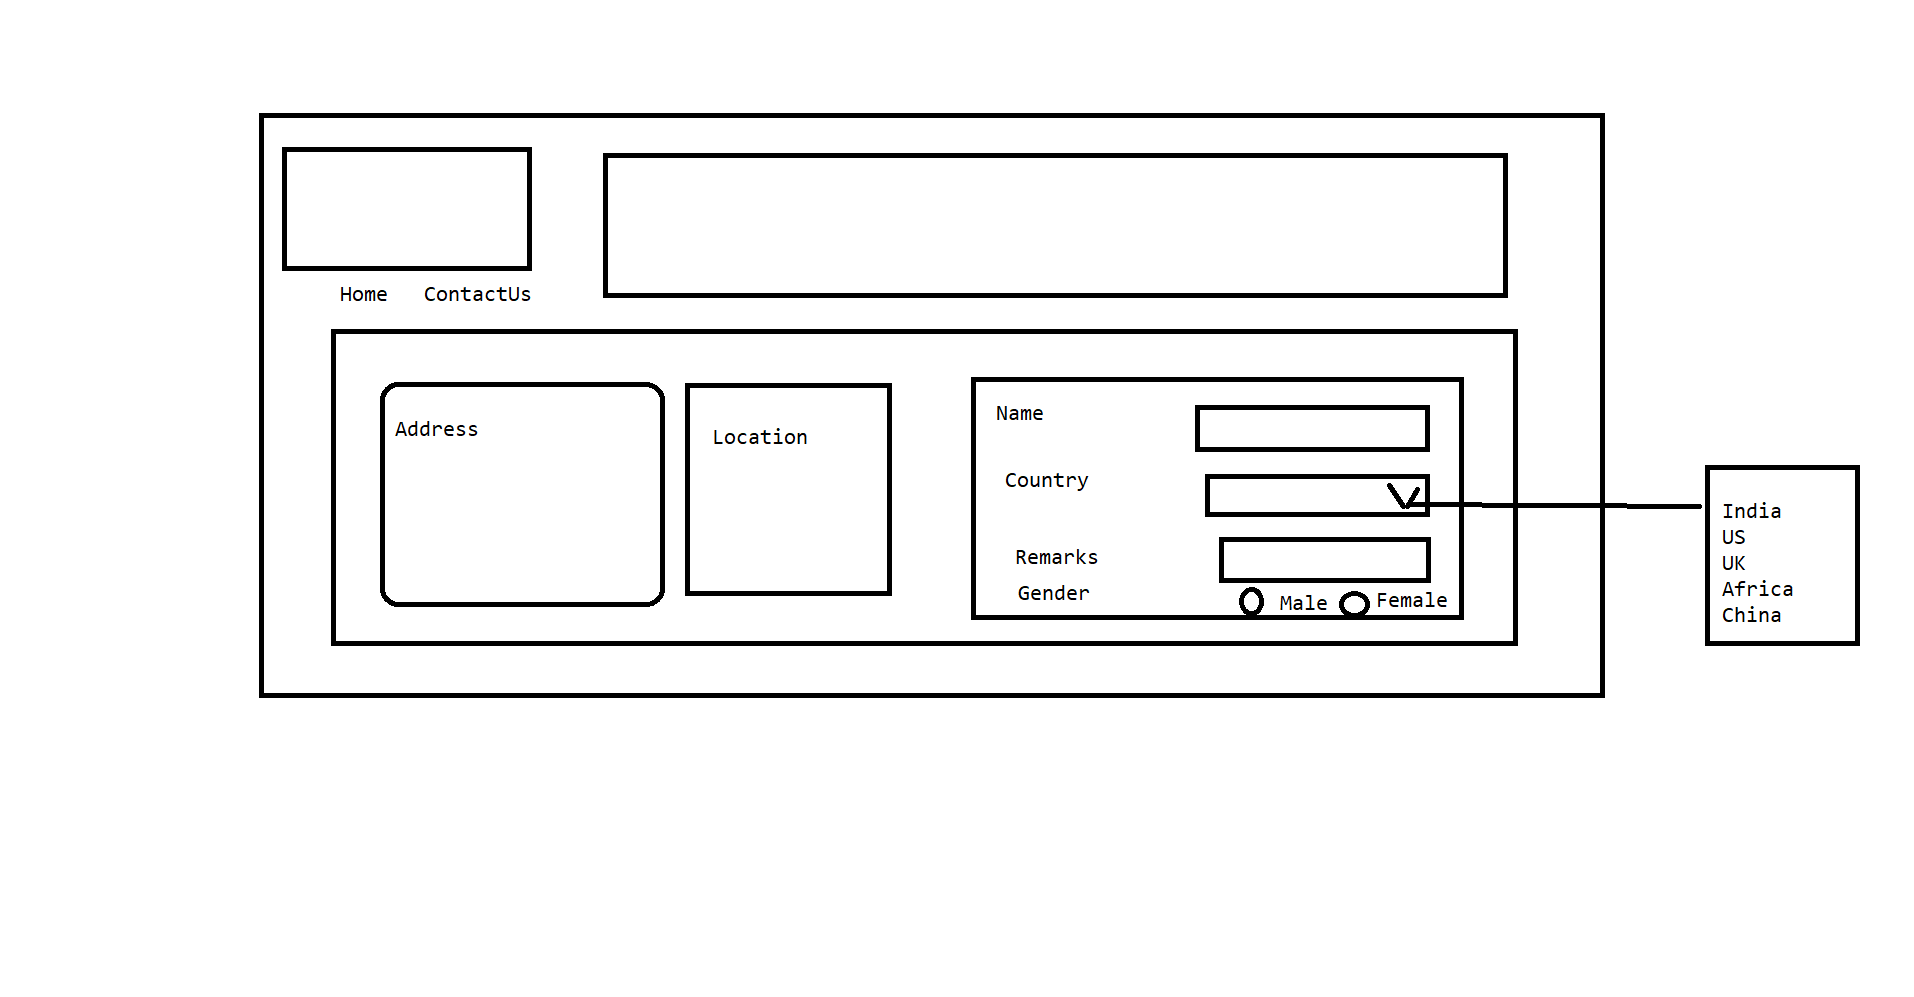 Home ContactUs
Address
Location
Name
Country
Remarks
Gender
Male Female
India
US
UK
Africa
China